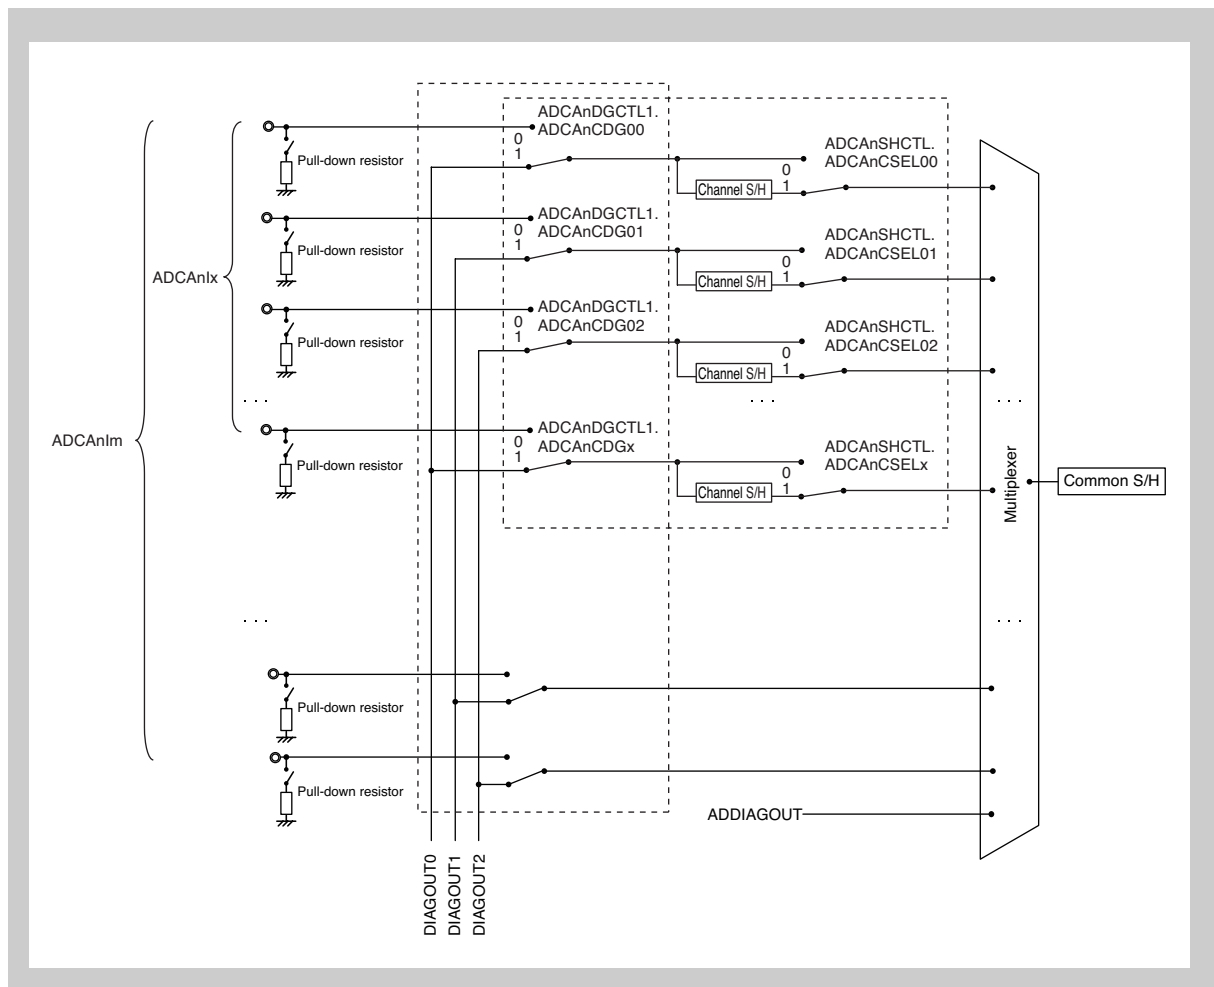 ADCAnDGCTL1.
ADCAnCDG00
0
1
Pull-down resistor
ADCAnSHCTL.
ADCAnCSEL00
0
1
Channel S/H
ADCAnDGCTL1.
ADCAnCDG01
0
1
Pull-down resistor
ADCAnSHCTL.
ADCAnCSEL01
0
1
Channel S/H
ADCAnIx
ADCAnDGCTL1.
ADCAnCDG02
0
1
Pull-down resistor
ADCAnSHCTL.
ADCAnCSEL02
0
1
Channel S/H
. . .
. . .
. . .
ADCAnIm
ADCAnDGCTL1.
ADCAnCDGx
0
1
Pull-down resistor
ADCAnSHCTL.
ADCAnCSELx
0
1
Channel S/H
Multiplexer
Common S/H
. . .
. . .
Pull-down resistor
Pull-down resistor
ADDIAGOUT
DIAGOUT0
DIAGOUT1
DIAGOUT2